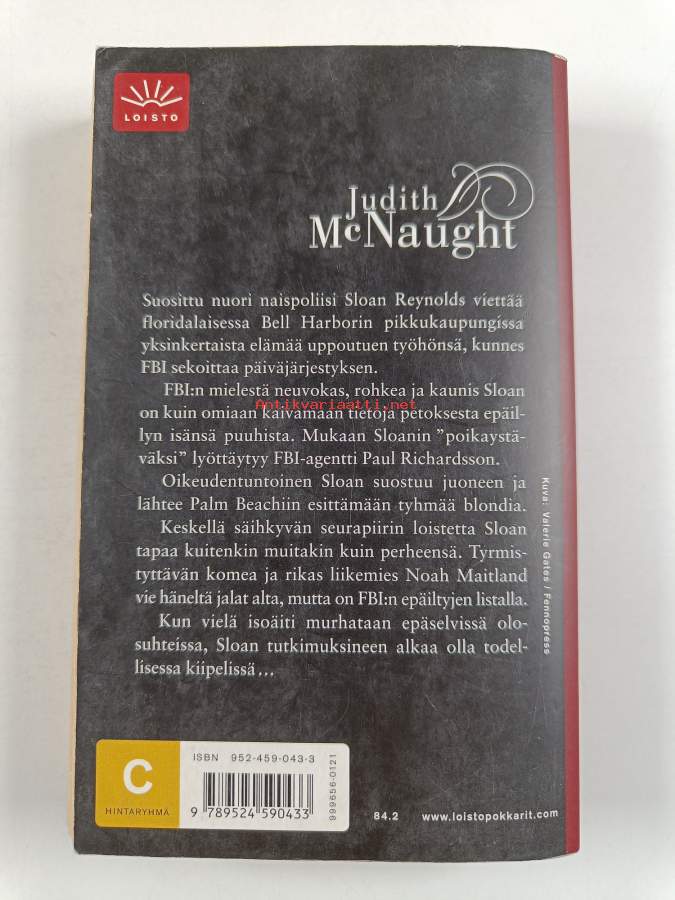 LOISTO
Judith
McNaught
Suosittu nuori naispoliisi Sloan Reynolds viettää
floridalaisessa Bell Harborin pikkukaupungissa
yksinkertaista elämää uppoutuen työhönsä, kunnes
FBI sekoittaa päiväjärjestyksen.
FBI:n mielestä neuvokas, rohkea ja kaunis Sloan
on kuin omiaan kaivamaan tietoja petoksesta epäil-
Antikvariaatti.net
lyn isänsä puuhista. Mukaan Sloanin ”poikaystä-
väksi” lyöttäytyy FBI-agentti Paul Richardsson.
Oikeudentuntoinen Sloan suostuu juoneen ja
lähtee Palm Beachiin esittämään tyhmää blondia.
Keskellä säihkyvän seurapiirin loistetta Sloan
tapaa kuitenkin muitakin kuin perheensä. Tyrmis-
tyttävän komea ja rikas liikemies Noah Maitland
vie häneltä jalat alta, mutta on FBI:n epäiltyjen listalla.
Kun vielä isoäiti murhataan epäselvissä olo-
suhteissa, Sloan tutkimuksineen alkaa olla todel-
lisessa kiipelissä...
Kuva: Valerie Gates / Fennopress
C
HINTARYHMÄ
ISBN 952-459-043-3
9 789524 590433
999656-0121
84.2 www.loistopokkarit.com